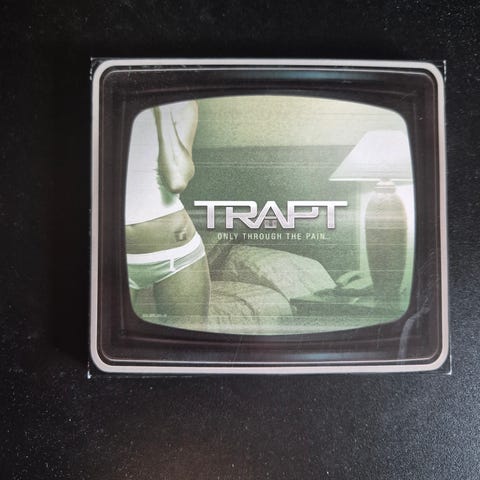 TRAPT
ONLY THROUGH THE PAIN...